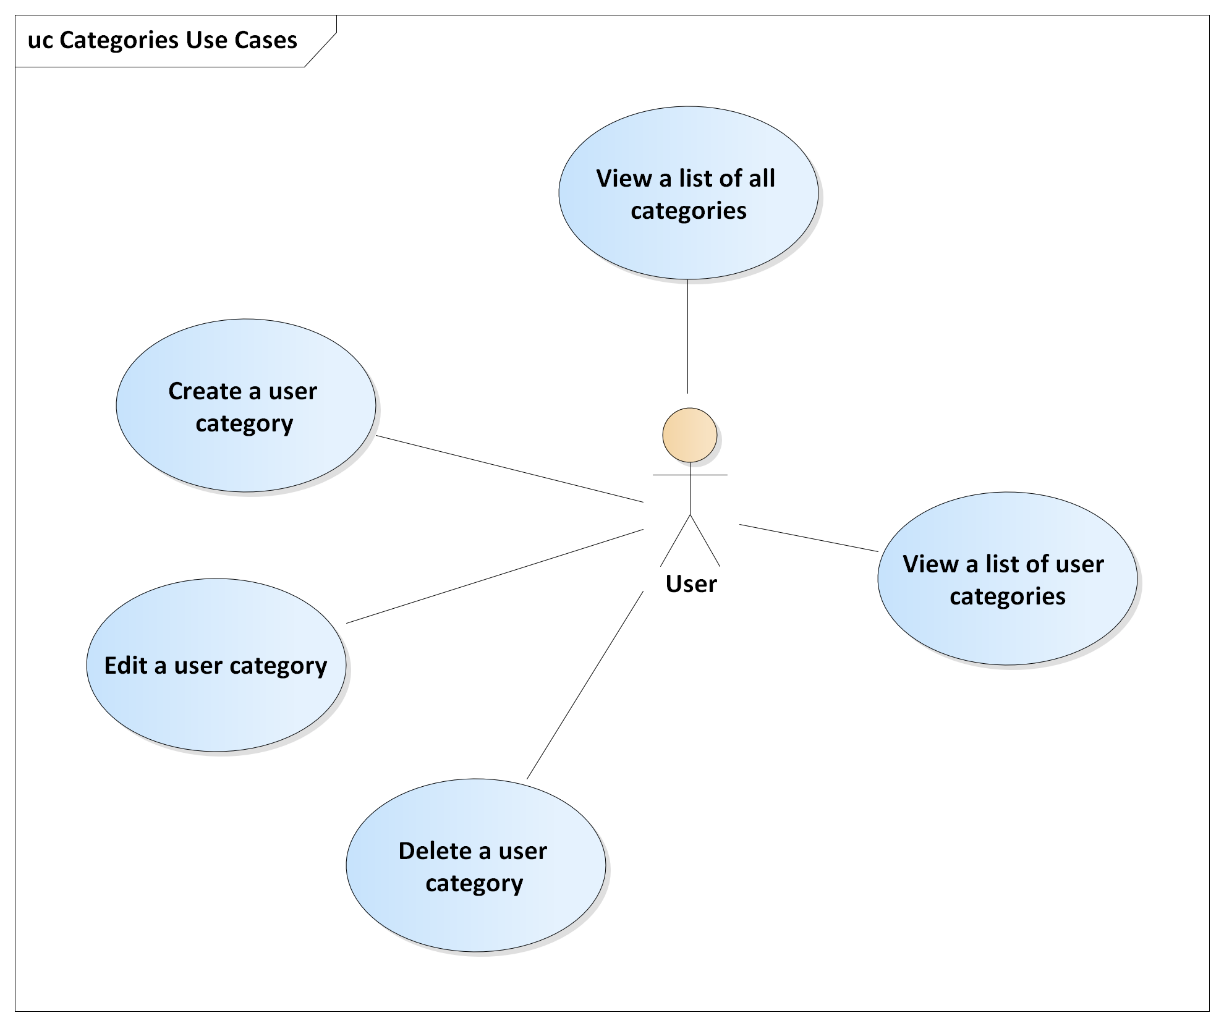 uc Categories Use Cases
View a list of all
categories
Create a user
category
View a list of user
categories
User
Edit a user category
Delete a user
category